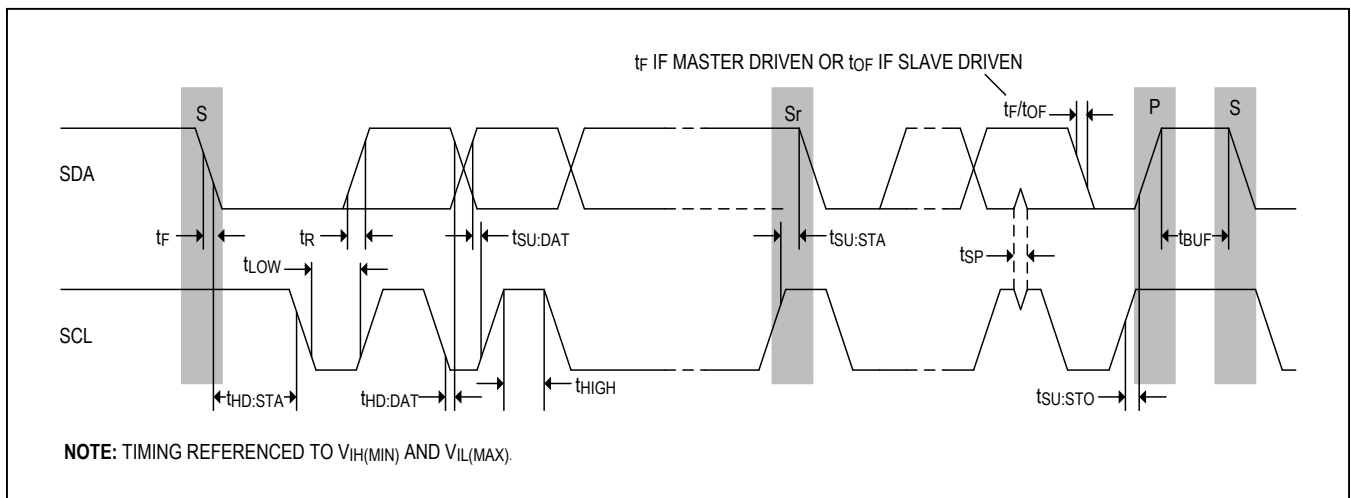 tF IF MASTER DRIVEN OR tOF IF SLAVE DRIVEN
S
Sr
tF/tOF
P
S
SDA
tF
tR
tSU:DAT
tSU:STA
tSP
tBUF
tLOW
SCL
tHD:STA
tHD:DAT
tHIGH
tSU:STO
NOTE: TIMING REFERENCED TO VIH(MIN) AND VIL(MAX).